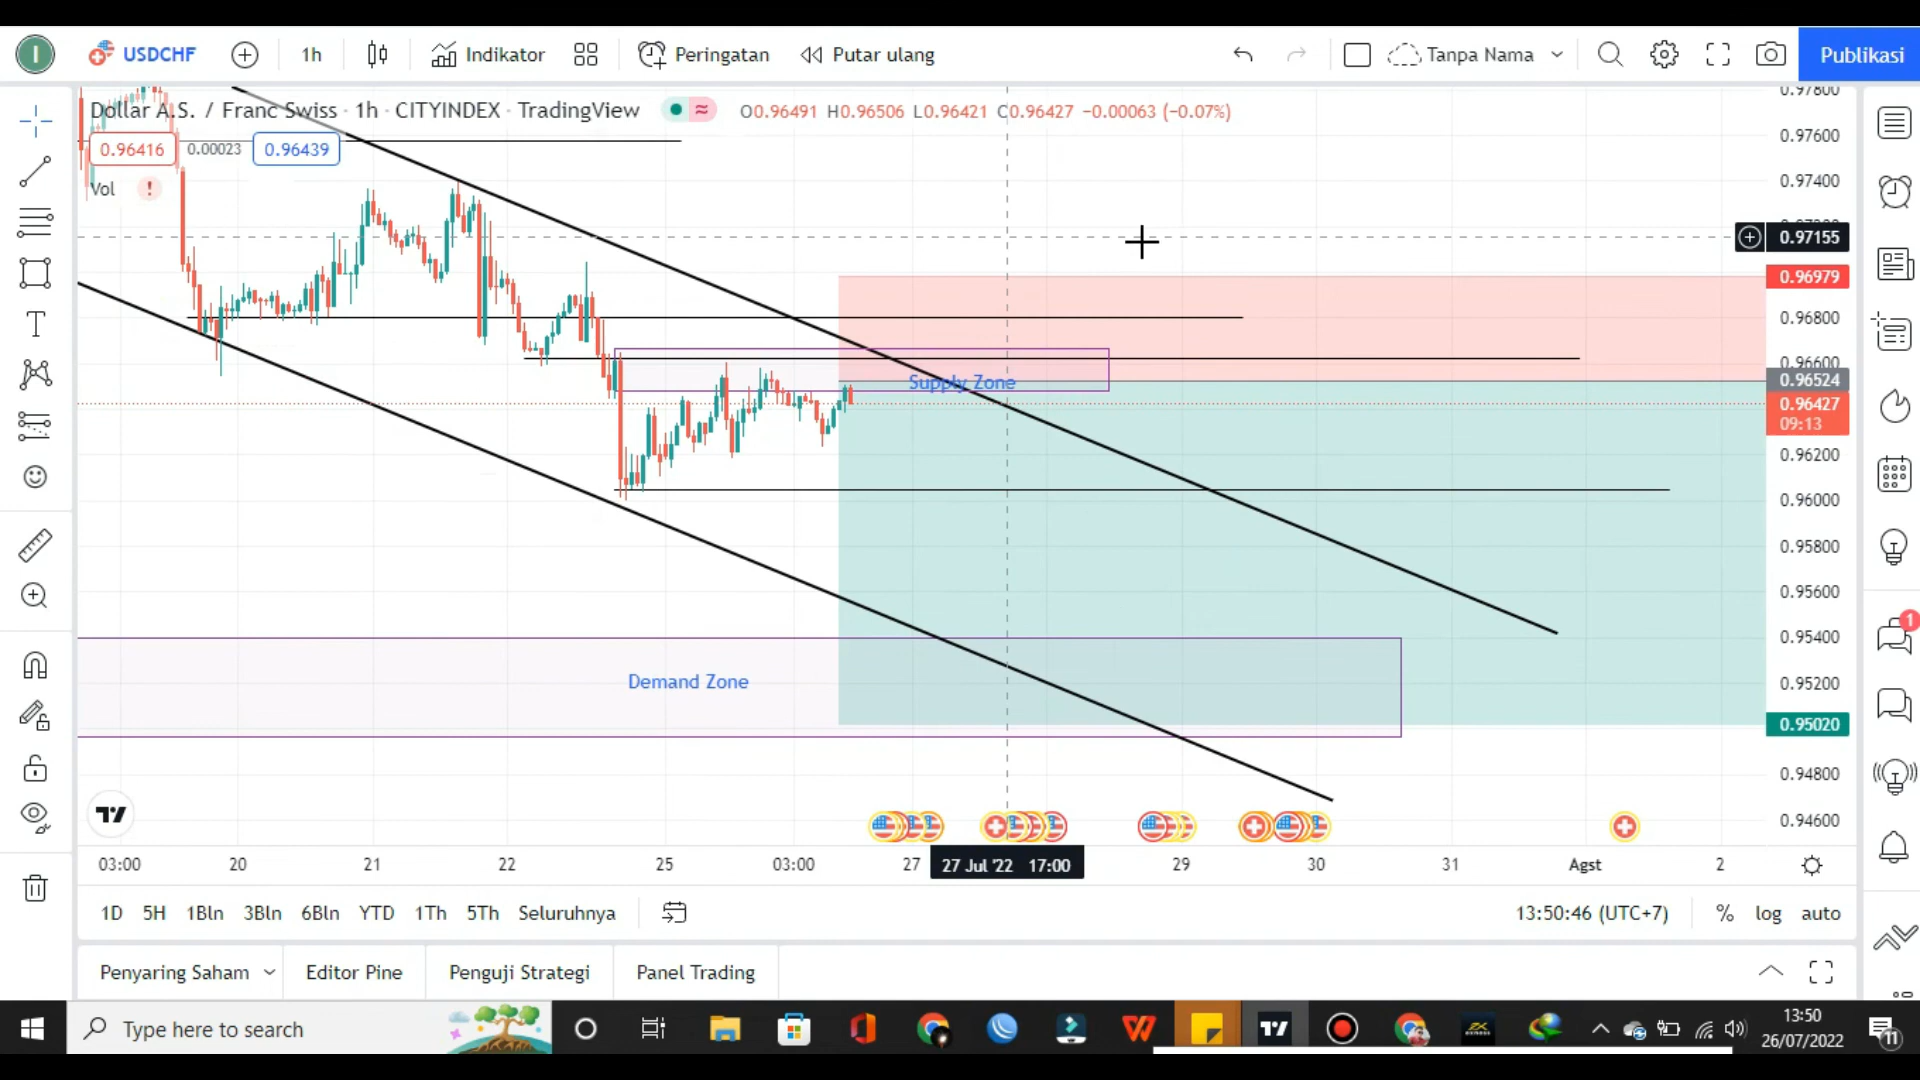 I
USDCHF
1h
Indikator
Peringatan
Putar ulang
Tanpa Nama
Publikasi
Dollar A.S. / Franc Swiss · 1h · CITYINDEX · TradingView
O0.96491 H0.96506 L0.96421 C0.96427 −0.00063 (−0.07%)
0.96416 0.00023 0.96439
Vol
!
T
0.97800
0.97600
0.97400
0.97155
0.96979
0.96800
0.96600
0.96524
0.96427
09:13
0.96200
0.96000
0.95800
0.95600
0.95400
0.95200
0.95020
0.94800
0.94600
Supply Zone
Demand Zone
1
03:00 20 21 22 25 03:00 27 27 Jul '22 17:00 29 30 31 Agst 2
1D 5H 1Bln 3Bln 6Bln YTD 1Th 5Th Seluruhnya
13:50:46 (UTC+7) % log auto
Penyaring Saham Editor Pine Penguji Strategi Panel Trading
Type here to search
13:50
26/07/2022
11